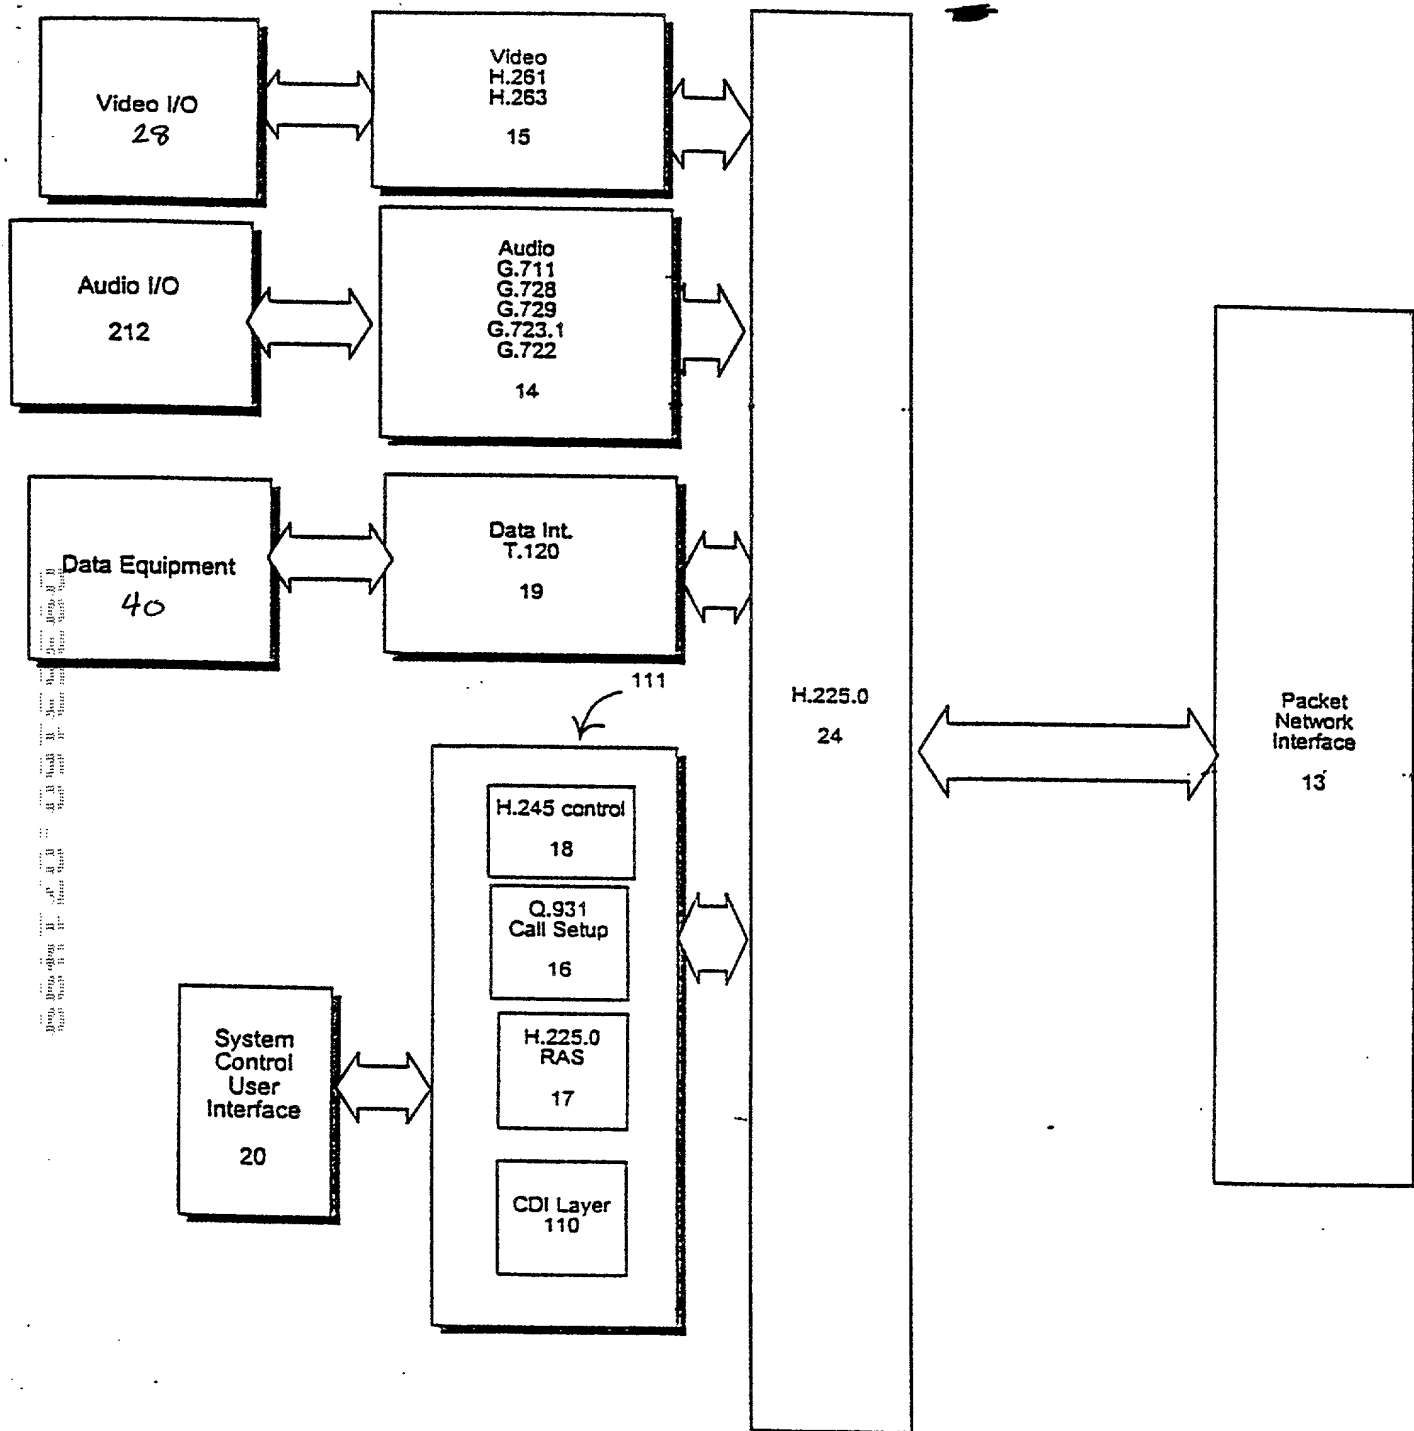 Video I/O
28
Video
H.261
H.263
15
Audio I/O
212
Audio
G.711
G.728
G.729
G.723.1
G.722
14
Data Equipment
40
Data Int.
T.120
19
111
H.245 control
18
Q.931
Call Setup
16
H.225.0
RAS
17
CDI Layer
110
System
Control
User
Interface
20
H.225.0
24
Packet
Network
Interface
13